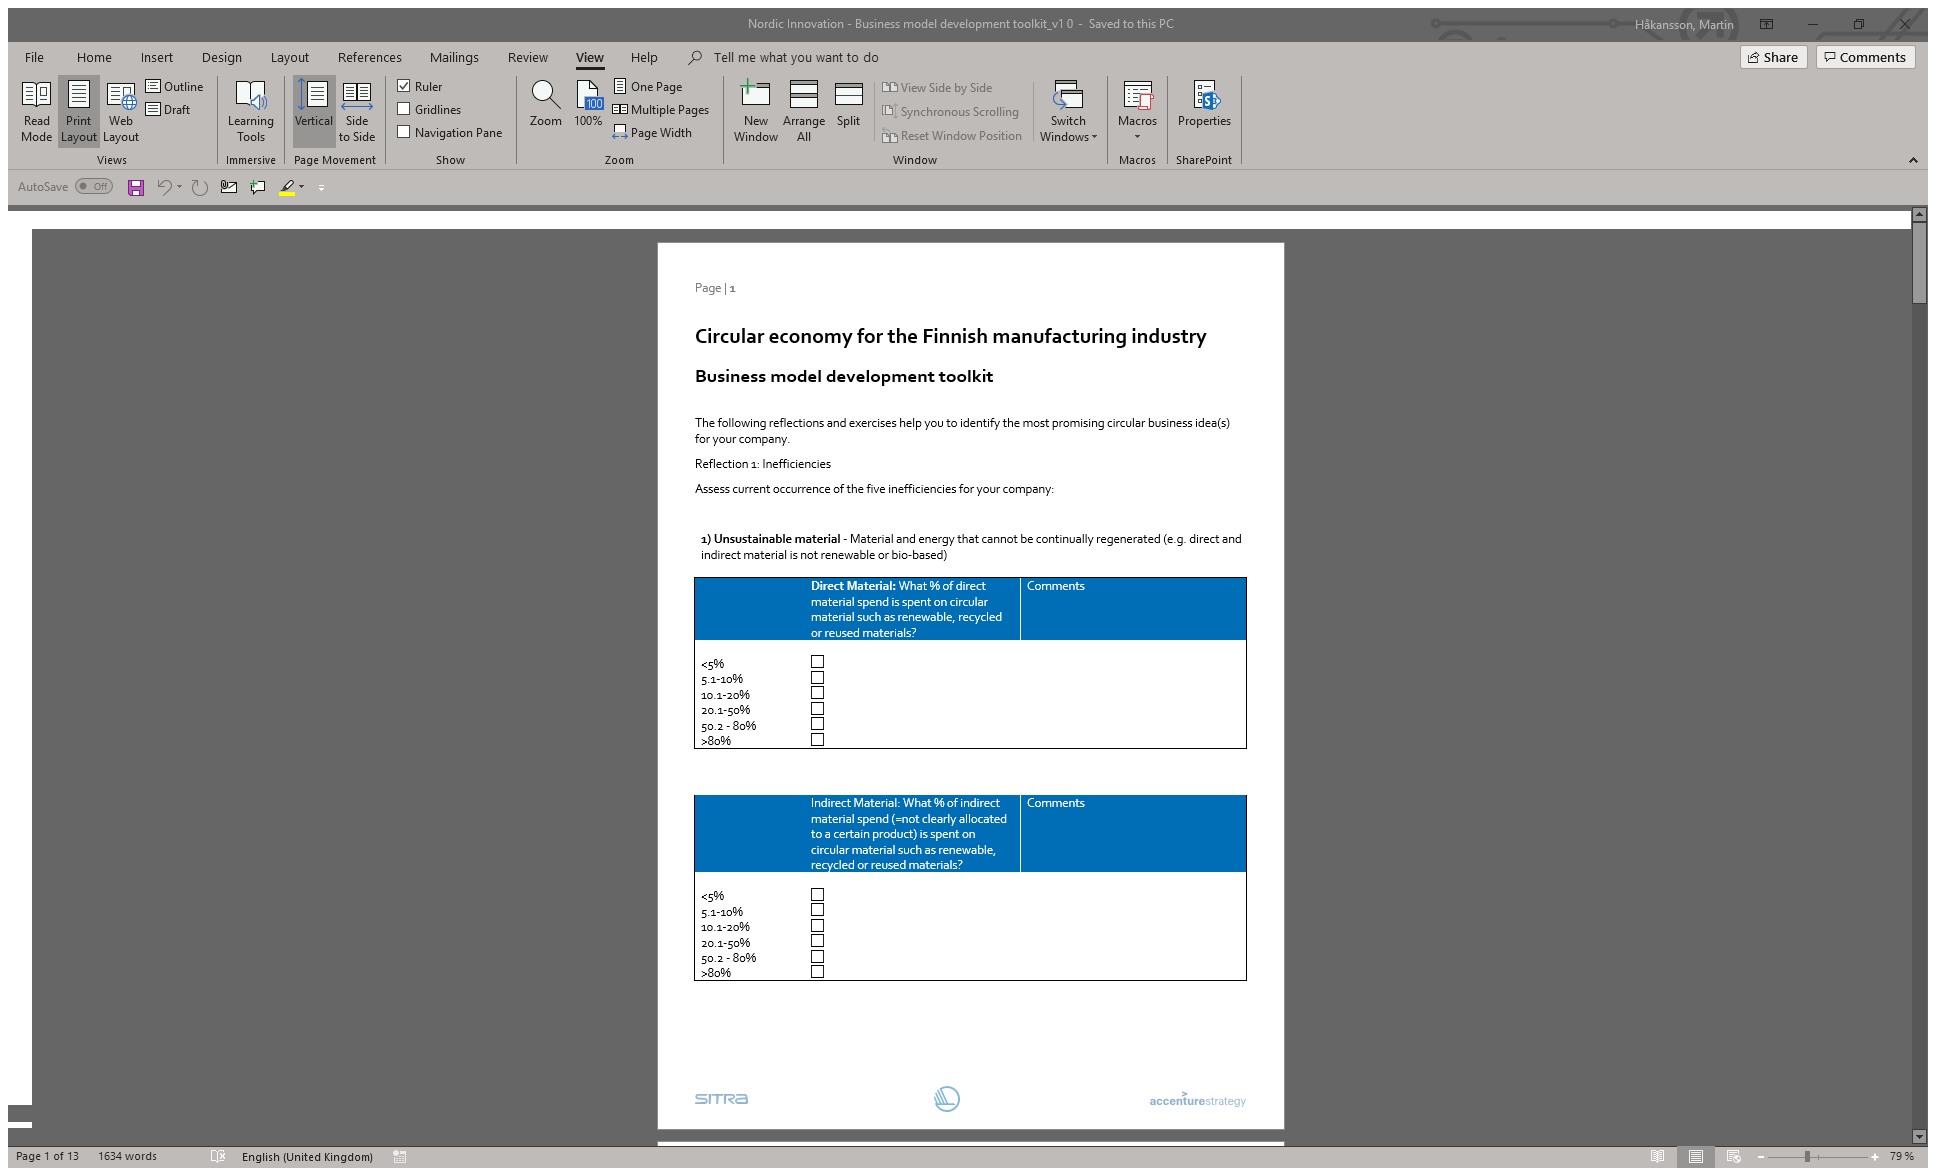 Nordic Innovation - Business model development toolkit_v1 0 - Saved to this PC
Håkansson, Martin
File Home Insert Design Layout References Mailings Review View Help Tell me what you want to do
Share Comments
Read Mode
Print Layout
Web Layout
Outline
Draft
Views
Learning Tools
Immersive
Vertical
Side to Side
Page Movement
Ruler
Gridlines
Navigation Pane
Show
Zoom
100
100%
One Page
Multiple Pages
Page Width
Zoom
New Window
Arrange All
Split
View Side by Side
Synchronous Scrolling
Reset Window Position
Switch Windows
Window
Macros
Macros
Properties
SharePoint
AutoSave Off
Page | 1
Circular economy for the Finnish manufacturing industry
Business model development toolkit
The following reflections and exercises help you to identify the most promising circular business idea(s)
for your company.
Reflection 1: Inefficiencies
Assess current occurrence of the five inefficiencies for your company:
1) Unsustainable material - Material and energy that cannot be continually regenerated (e.g. direct and
indirect material is not renewable or bio-based)
Direct Material: What % of direct
material spend is spent on circular
material such as renewable, recycled
or reused materials?
Comments
<5%
5.1-10%
10.1-20%
20.1-50%
50.2 - 80%
>80%
Indirect Material: What % of indirect
material spend (=not clearly allocated
to a certain product) is spent on
circular material such as renewable,
recycled or reused materials?
Comments
<5%
5.1-10%
10.1-20%
20.1-50%
50.2 - 80%
>80%
SITRA
accenturestrategy
Page 1 of 13 1634 words English (United Kingdom) 79 %